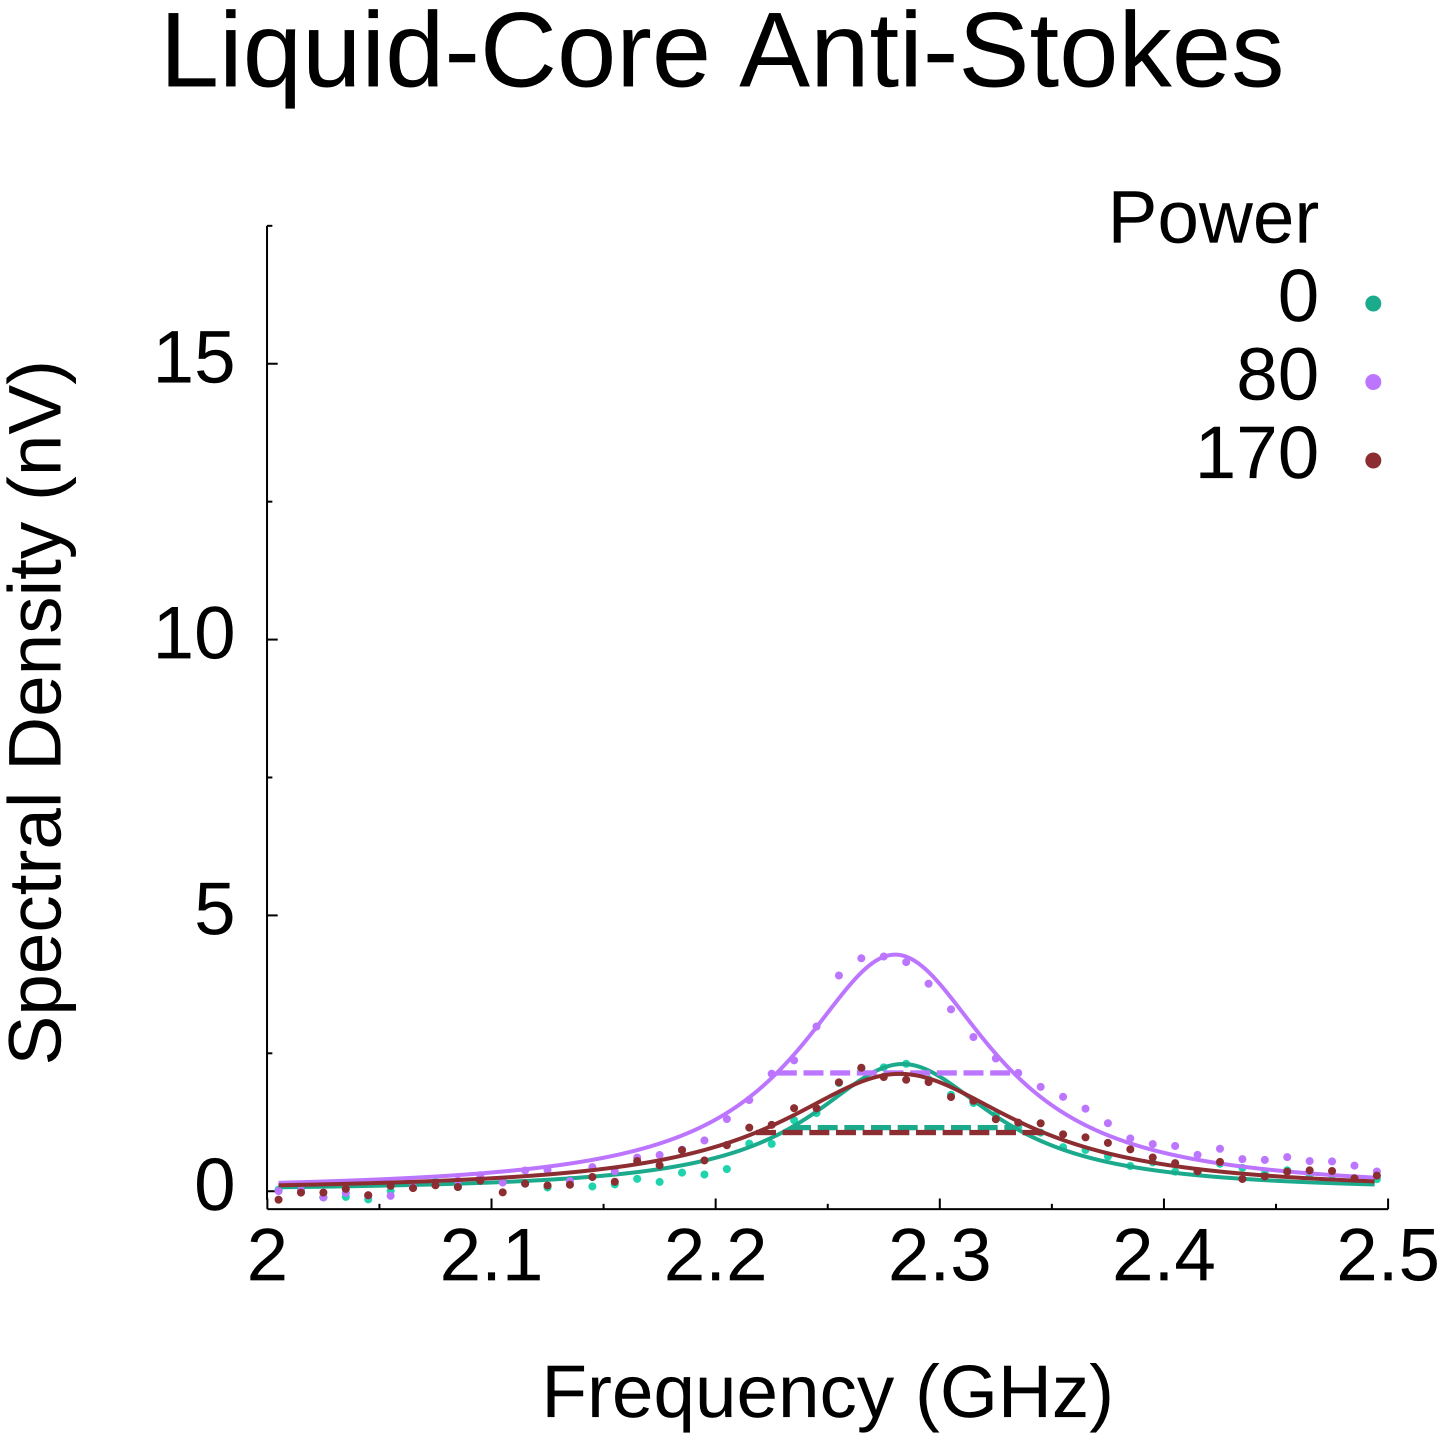 Liquid-Core Anti-Stokes
Power
0
80
170
Spectral Density (nV)
15
10
5
0
2 2.1 2.2 2.3 2.4 2.5
Frequency (GHz)